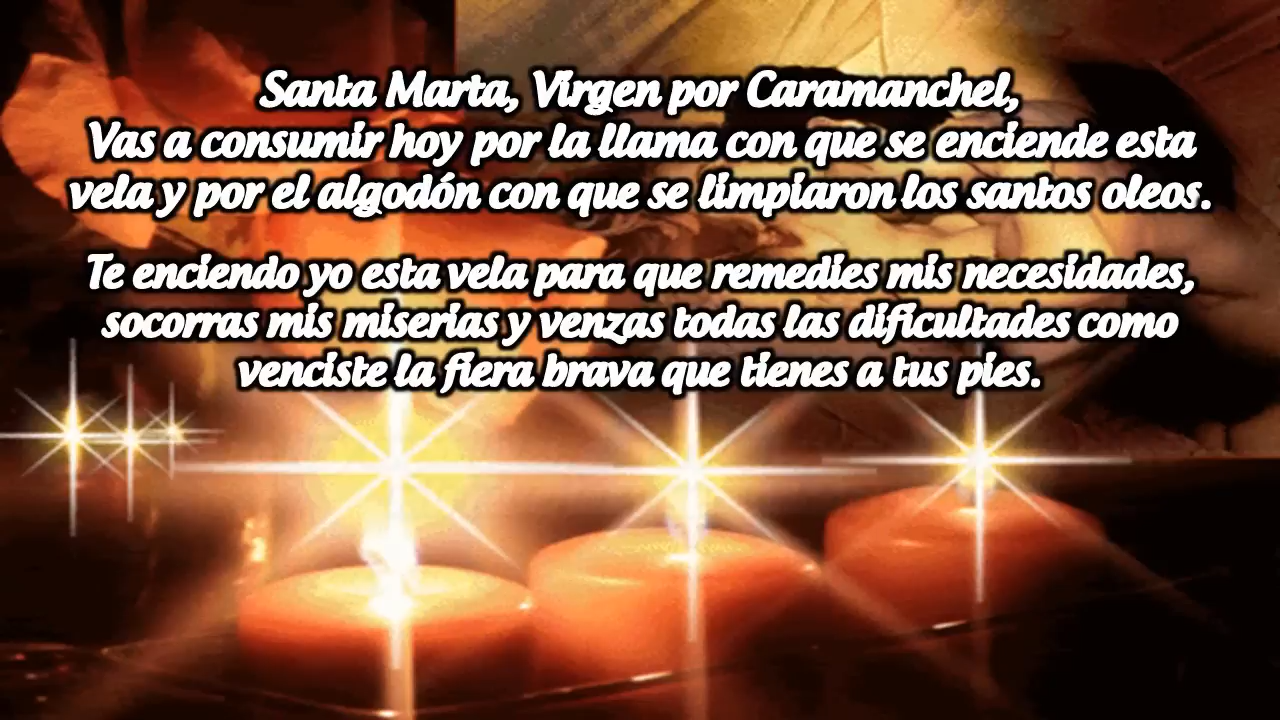 Santa Marta, Virgen por Caramanchel,
Vas a consumir hoy por la llama con que se enciende esta
vela y por el algodón con que se limpiaron los santos oleos.
Te enciendo yo esta vela para que remedies mis necesidades,
socorras mis miserias y venzas todas las dificultades como
venciste la fiera brava que tienes a tus pies.